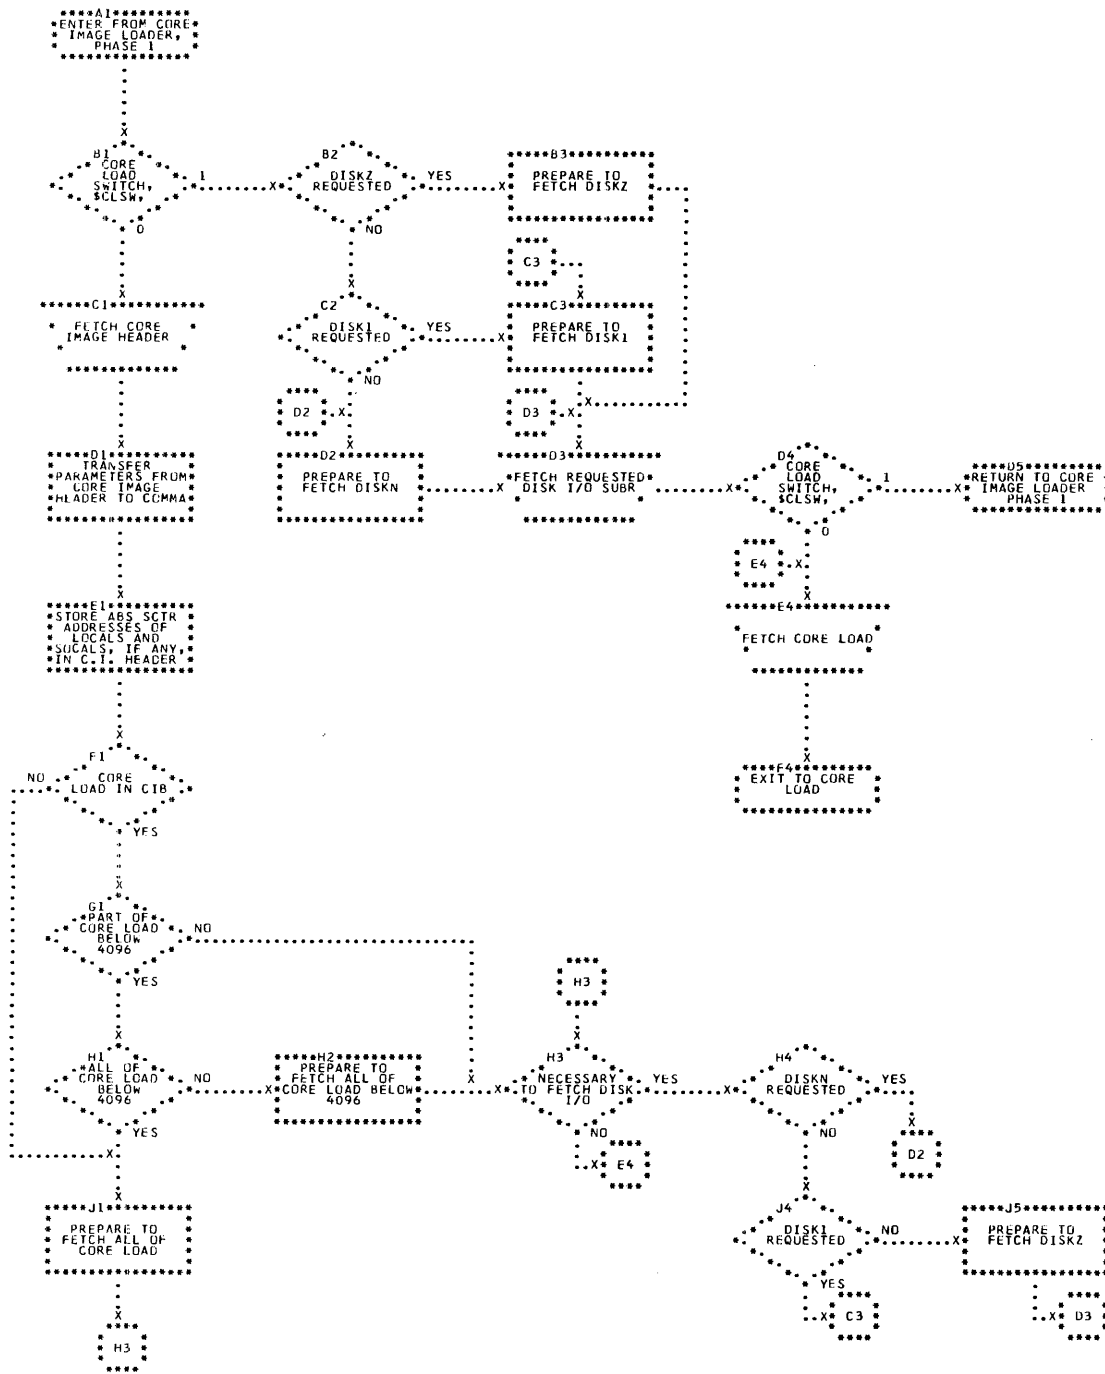 A1
ENTER FROM CORE
IMAGE LOADER,
PHASE 1
B1
CORE
LOAD
SWITCH,
$CLSW,
1
0
B2
DISKZ
REQUESTED
YES
NO
B3
PREPARE TO
FETCH DISKZ
C3
C1
FETCH CORE
IMAGE HEADER
C2
DISK1
REQUESTED
YES
NO
C3
PREPARE TO
FETCH DISK1
D2
D3
D1
TRANSFER
PARAMETERS FROM
CORE IMAGE
HEADER TO COMMA
D2
PREPARE TO
FETCH DISKN
D3
FETCH REQUESTED
DISK I/O SUBR
D4
CORE
LOAD
SWITCH,
$CLSW,
1
0
D5
RETURN TO CORE
IMAGE LOADER
PHASE 1
E4
E1
STORE ABS SCTR
ADDRESSES OF
LOCALS AND
SOCALS, IF ANY,
IN C.I. HEADER
E4
FETCH CORE LOAD
F1
CORE
LOAD IN CIB
NO
YES
F4
EXIT TO CORE
LOAD
G1
PART OF
CORE LOAD
BELOW
4096
NO
YES
H3
H1
ALL OF
CORE LOAD
BELOW
4096
NO
YES
H2
PREPARE TO
FETCH ALL OF
CORE LOAD BELOW
4096
H3
NECESSARY
TO FETCH DISK
I/O
YES
NO
E4
H4
DISKN
REQUESTED
YES
NO
D2
J1
PREPARE TO
FETCH ALL OF
CORE LOAD
J4
DISK1
REQUESTED
NO
YES
J5
PREPARE TO
FETCH DISKZ
H3
C3
D3